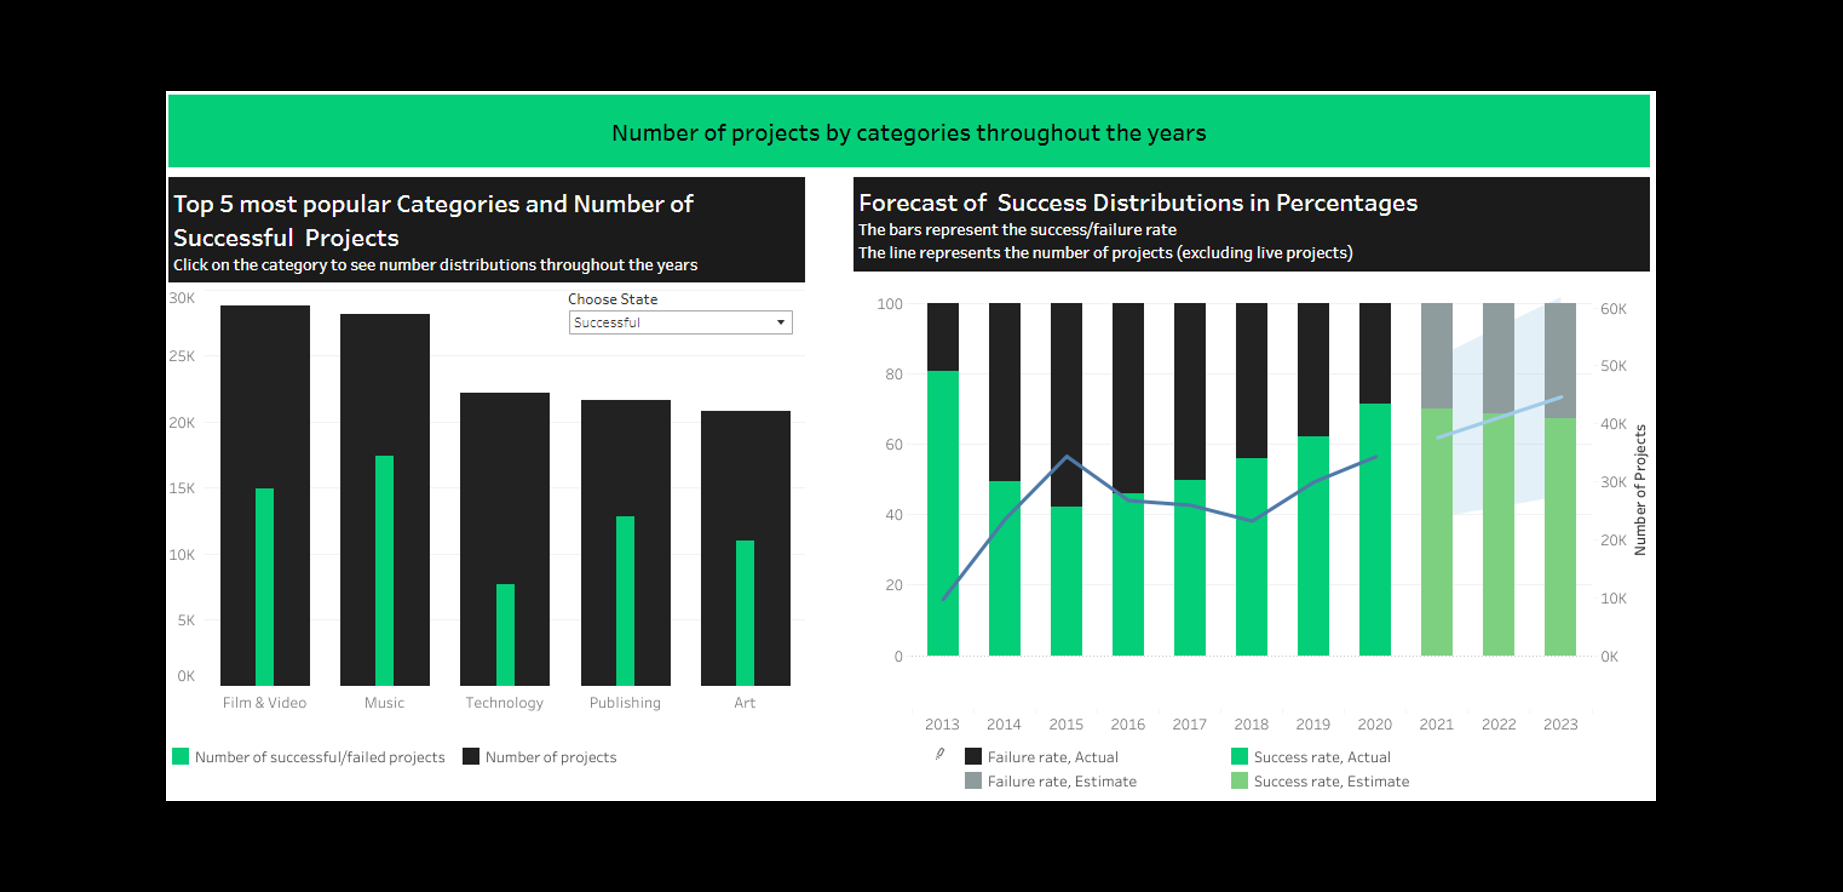 Number of projects by categories throughout the years
Top 5 most popular Categories and Number of
Successful Projects
Click on the category to see number distributions throughout the years
Choose State
Successful
30K
25K
20K
15K
10K
5K
0K
Film & Video
Music
Technology
Publishing
Art
Number of successful/failed projects
Number of projects
Forecast of Success Distributions in Percentages
The bars represent the success/failure rate
The line represents the number of projects (excluding live projects)
100
80
60
40
20
0
60K
50K
40K
30K
20K
10K
0K
Number of Projects
2013
2014
2015
2016
2017
2018
2019
2020
2021
2022
2023
Failure rate, Actual
Success rate, Actual
Failure rate, Estimate
Success rate, Estimate